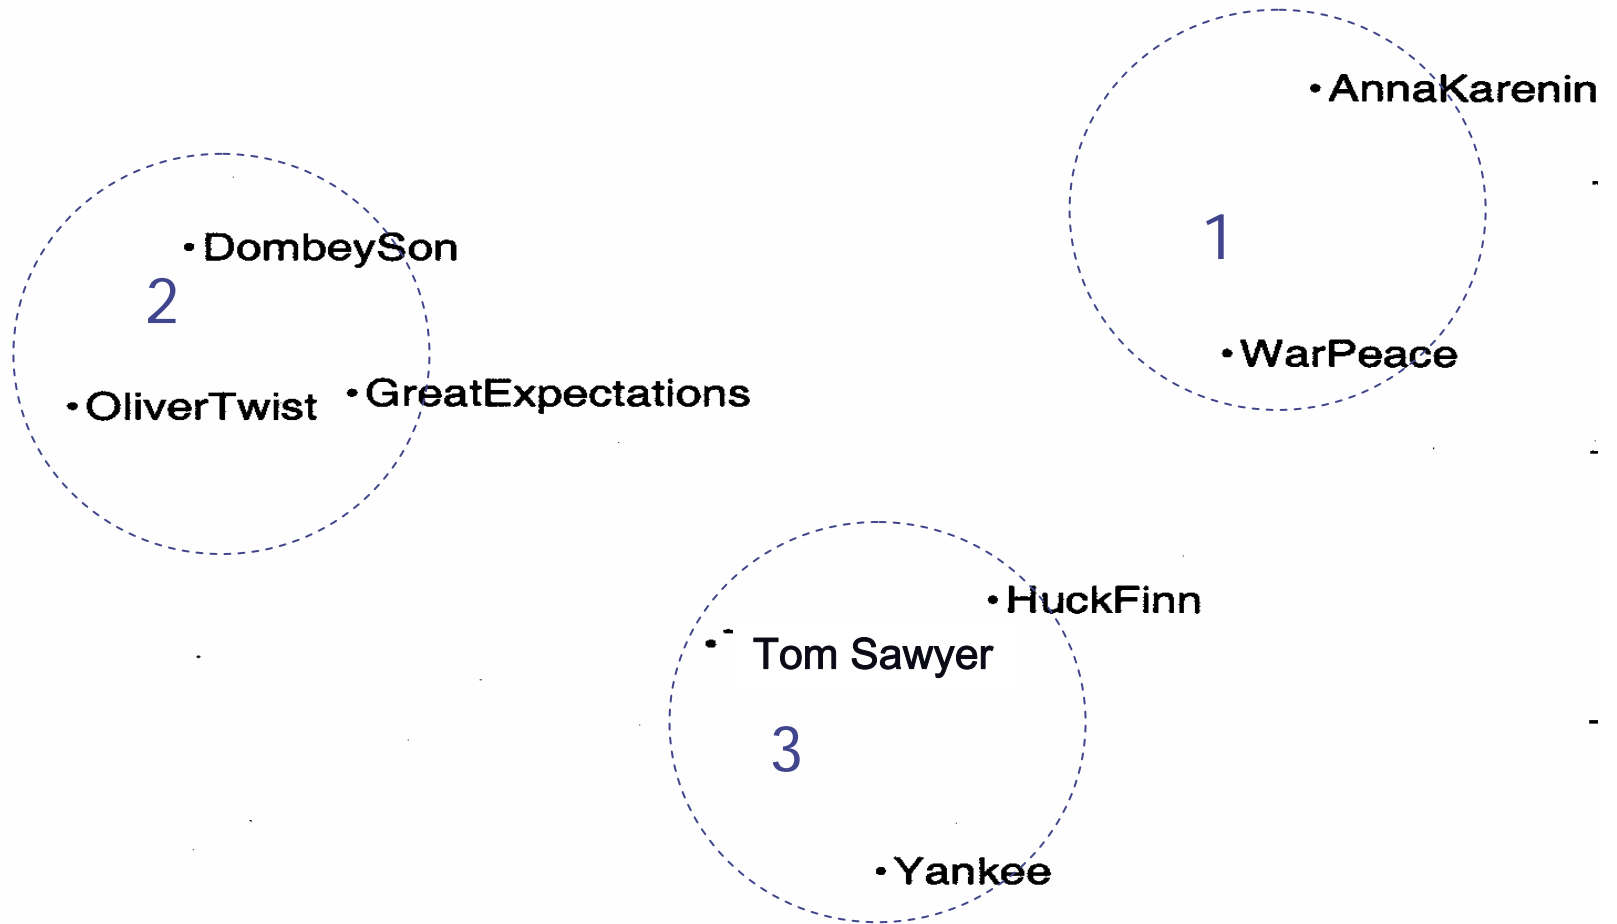 •AnnaKarenin
1
•DombeySon
2
•WarPeace
•OliverTwist
•GreatExpectations
•HuckFinn
Tom Sawyer
3
•Yankee